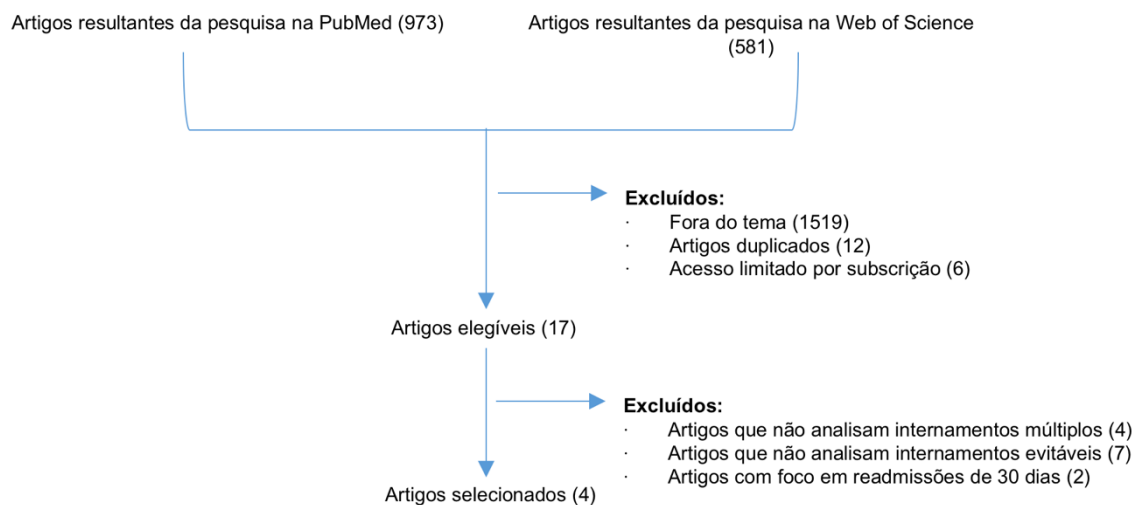 Artigos resultantes da pesquisa na PubMed (973)
Artigos resultantes da pesquisa na Web of Science
(581)
Excluídos:
· Fora do tema (1519)
· Artigos duplicados (12)
· Acesso limitado por subscrição (6)
Artigos elegíveis (17)
Excluídos:
· Artigos que não analisam internamentos múltiplos (4)
· Artigos que não analisam internamentos evitáveis (7)
· Artigos com foco em readmissões de 30 dias (2)
Artigos selecionados (4)